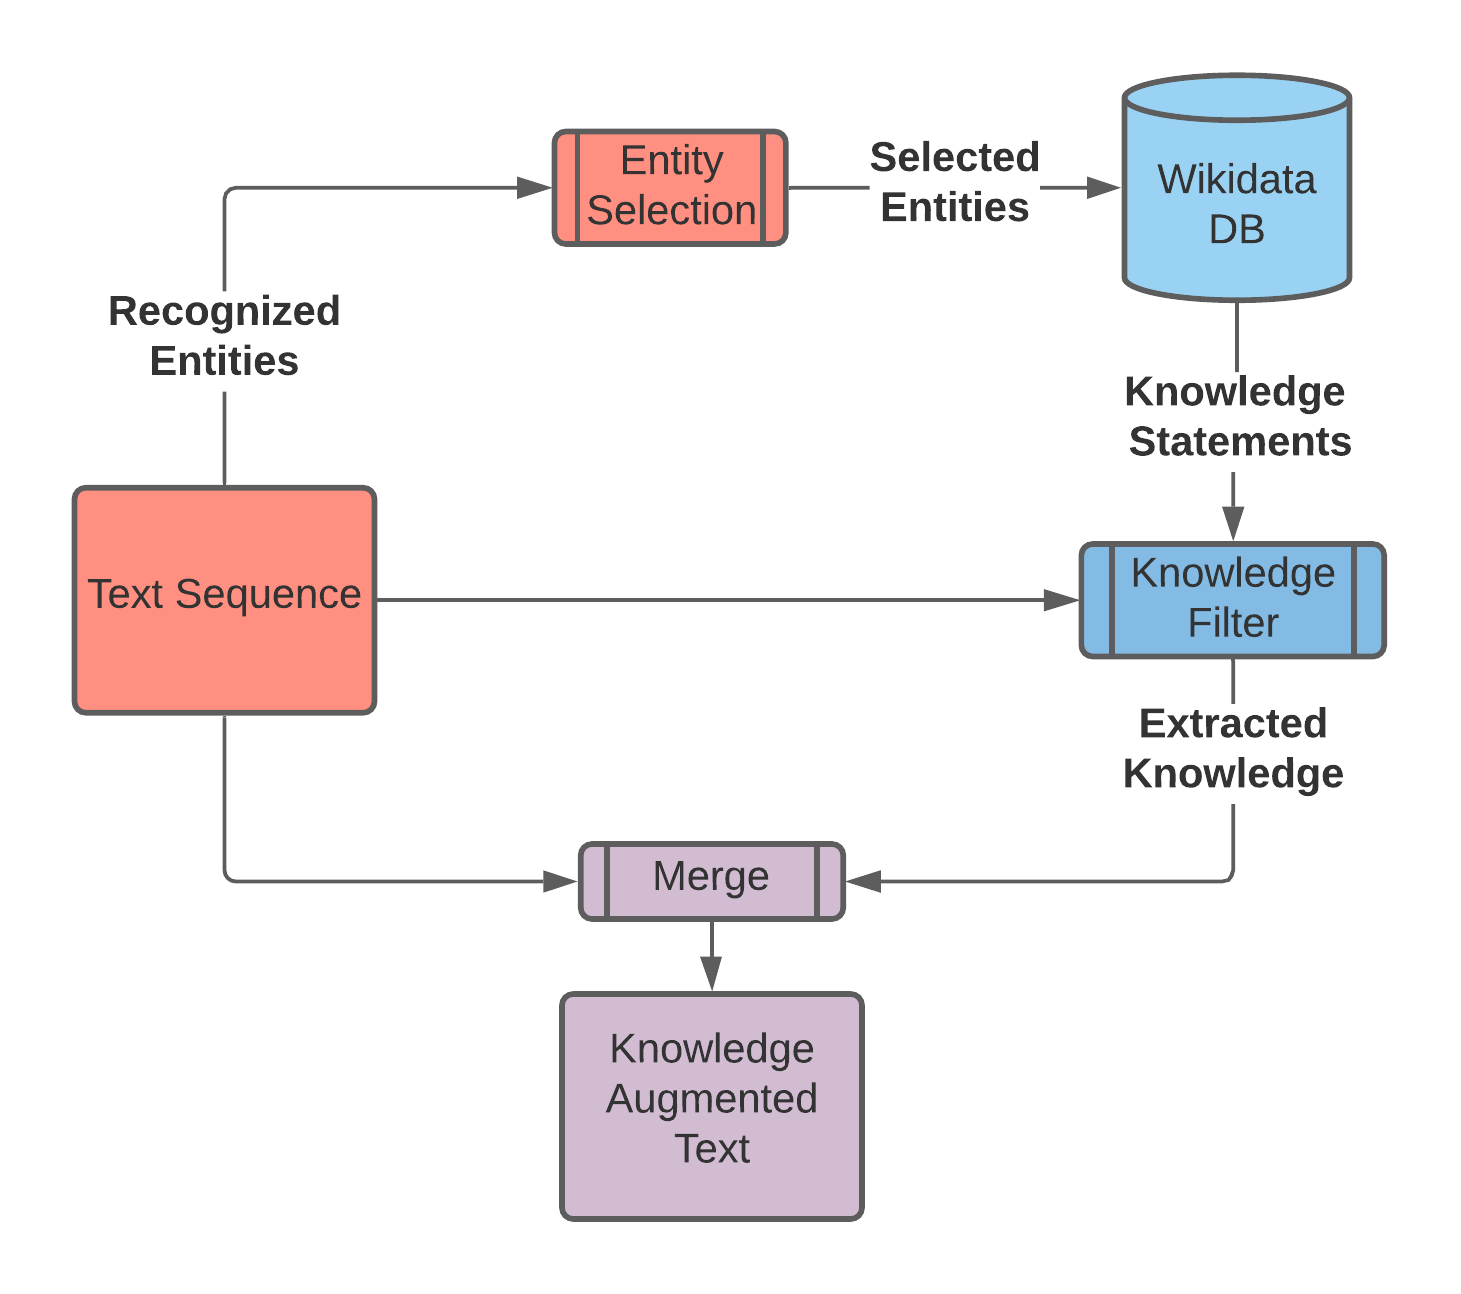 Entity
Selection
Selected
Entities
Wikidata
DB
Recognized
Entities
Knowledge
Statements
Text Sequence
Knowledge
Filter
Extracted
Knowledge
Merge
Knowledge
Augmented
Text